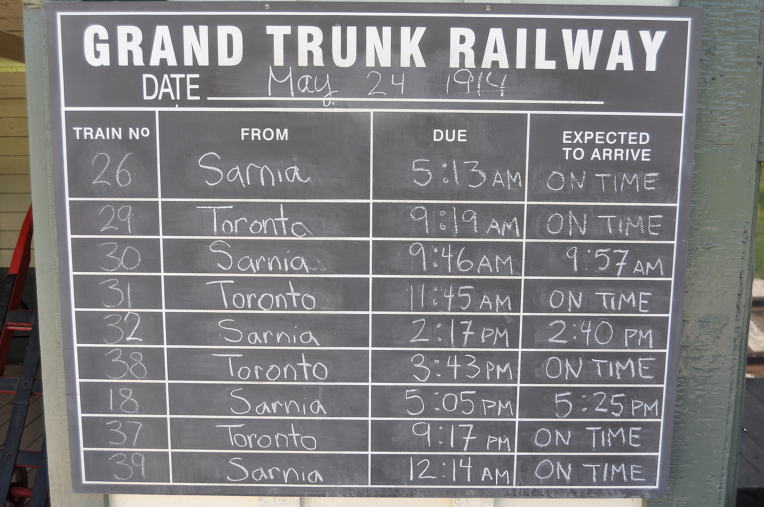 GRAND TRUNK RAILWAY
DATE May 24 1914
TRAIN No FROM DUE EXPECTED TO ARRIVE
26 Sarnia 5:13 AM ON TIME
29 Toronto 9:19 AM ON TIME
30 Sarnia 9:46 AM 9:57 AM
31 Toronto 11:45 AM ON TIME
32 Sarnia 2:17 PM 2:40 PM
38 Toronto 3:43 PM ON TIME
18 Sarnia 5:05 PM 5:25 PM
37 Toronto 9:17 PM ON TIME
39 Sarnia 12:14 AM ON TIME